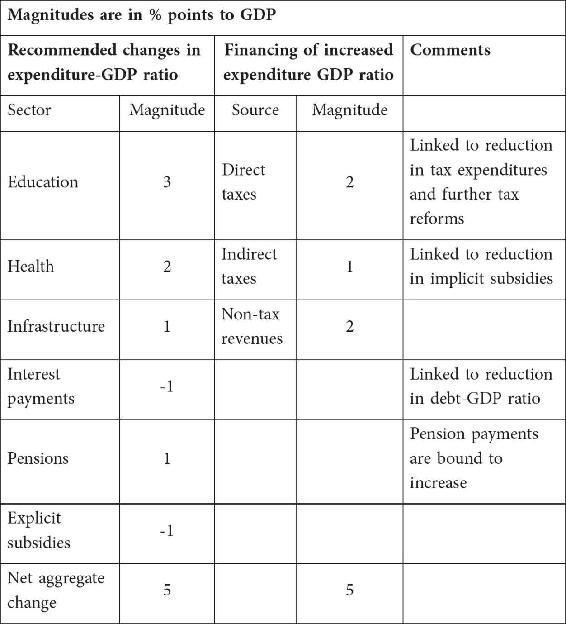 Magnitudes are in % points to GDP
Recommended changes in expenditure-GDP ratio
Financing of increased expenditure GDP ratio
Comments
Sector Magnitude Source Magnitude
Education 3 Direct taxes 2 Linked to reduction in tax expenditures and further tax reforms
Health 2 Indirect taxes 1 Linked to reduction in implicit subsidies
Infrastructure 1 Non-tax revenues 2
Interest payments -1 Linked to reduction in debt-GDP ratio
Pensions 1 Pension payments are bound to increase
Explicit subsidies -1
Net aggregate change 5 5